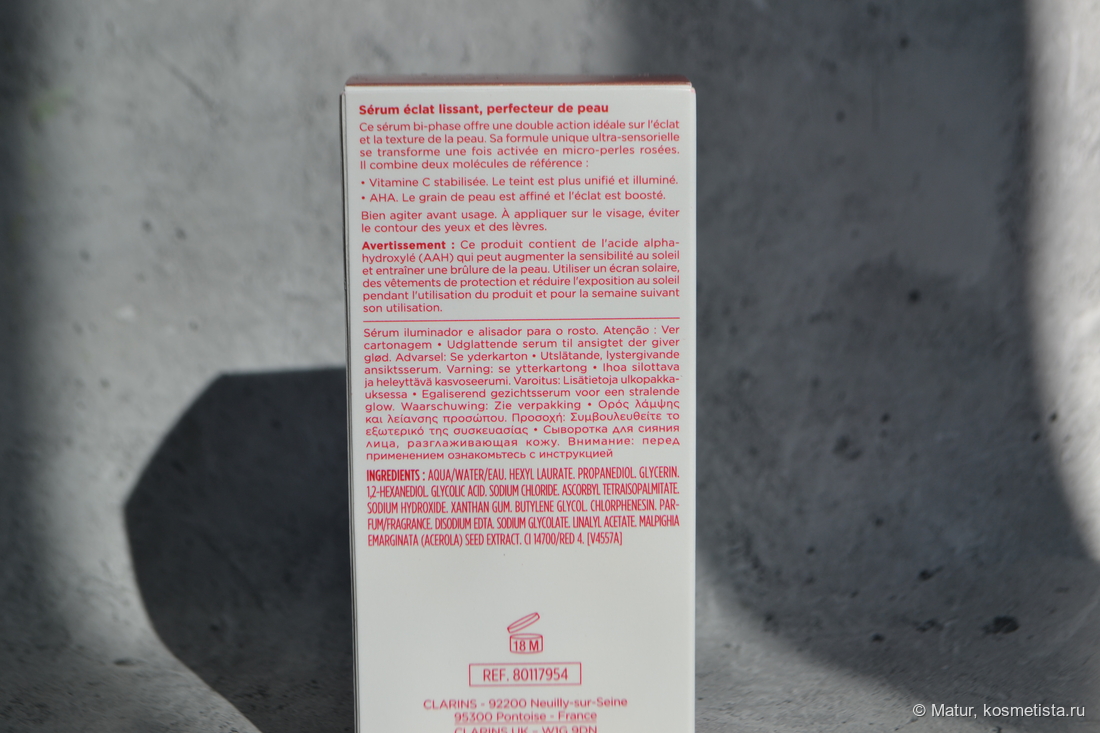 Sérum éclat lissant, perfecteur de peau
Ce sérum bi-phase offre une double action idéale sur l'éclat
et la texture de la peau. Sa formule unique ultra-sensorielle
se transforme une fois activée en micro-perles rosées.
Il combine deux molécules de référence :
• Vitamine C stabilisée. Le teint est plus unifié et illuminé.
• AHA. Le grain de peau est affiné et l'éclat est boosté.
Bien agiter avant usage. À appliquer sur le visage, éviter
le contour des yeux et des lèvres.
Avertissement : Ce produit contient de l'acide alpha-
hydroxylé (AAH) qui peut augmenter la sensibilité au soleil
et entraîner une brûlure de la peau. Utiliser un écran solaire,
des vêtements de protection et réduire l'exposition au soleil
pendant l'utilisation du produit et pour la semaine suivant
son utilisation.
Sérum iluminador e alisador para o rosto. Atenção : Ver
cartonagem • Udglattende serum til ansigtet der giver
glød. Advarsel: Se yderkarton • Utslätande, lystergivande
ansiktsserum. Varning: se ytterkartong • Ihoa silottava
ja heleyttävä kasvoseerumi. Varoitus: Lisätietoja ulkopakka-
uksessa • Egaliserend gezichtsserum voor een stralende
glow. Waarschuwing: Zie verpakking • Ορός λάμψης
και λείανσης προσώπου. Προσοχή: Συμβουλευθείτε το
εξωτερικό της συσκευασίας • Сыворотка для сияния
лица, разглаживающая кожу. Внимание: перед
применением ознакомьтесь с инструкцией
INGREDIENTS : AQUA/WATER/EAU. HEXYL LAURATE. PROPANEDIOL. GLYCERIN.
1,2-HEXANEDIOL. GLYCOLIC ACID. SODIUM CHLORIDE. ASCORBYL TETRAISOPALMITATE.
SODIUM HYDROXIDE. XANTHAN GUM. BUTYLENE GLYCOL. CHLORPHENESIN. PAR-
FUM/FRAGRANCE. DISODIUM EDTA. SODIUM GLYCOLATE. LINALYL ACETATE. MALPIGHIA
EMARGINATA (ACEROLA) SEED EXTRACT. CI 14700/RED 4. [V4557A]
18 M
REF. 80117954
CLARINS - 92200 Neuilly-sur-Seine
95300 Pontoise - France
CLARINS UK - W1G 9DN
© Matur, kosmetista.ru